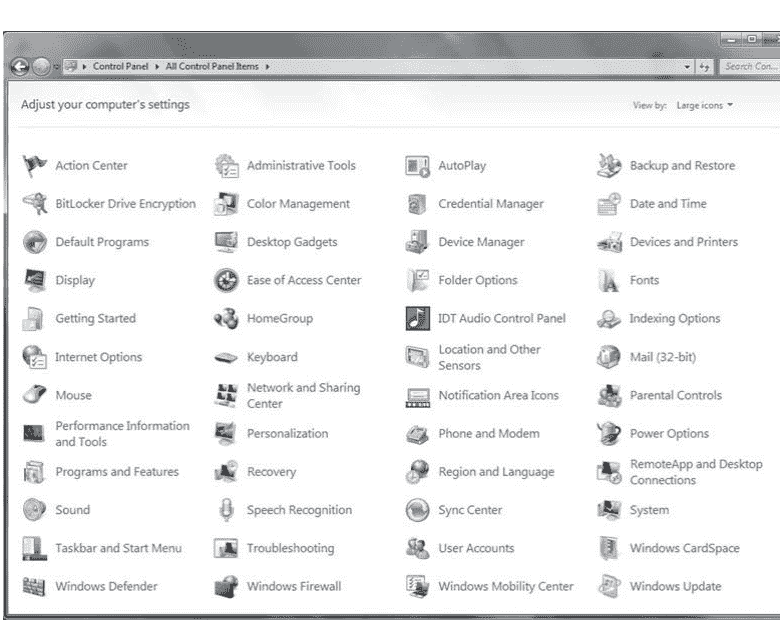 Control Panel ▸ All Control Panel Items ▸
Search Con...
Adjust your computer's settings
View by: Large icons
Action Center
Administrative Tools
AutoPlay
Backup and Restore
BitLocker Drive Encryption
Color Management
Credential Manager
Date and Time
Default Programs
Desktop Gadgets
Device Manager
Devices and Printers
Display
Ease of Access Center
Folder Options
Fonts
Getting Started
HomeGroup
IDT Audio Control Panel
Indexing Options
Internet Options
Keyboard
Location and Other
Sensors
Mail (32-bit)
Mouse
Network and Sharing
Center
Notification Area Icons
Parental Controls
Performance Information
and Tools
Personalization
Phone and Modem
Power Options
Programs and Features
Recovery
Region and Language
RemoteApp and Desktop
Connections
Sound
Speech Recognition
Sync Center
System
Taskbar and Start Menu
Troubleshooting
User Accounts
Windows CardSpace
Windows Defender
Windows Firewall
Windows Mobility Center
Windows Update